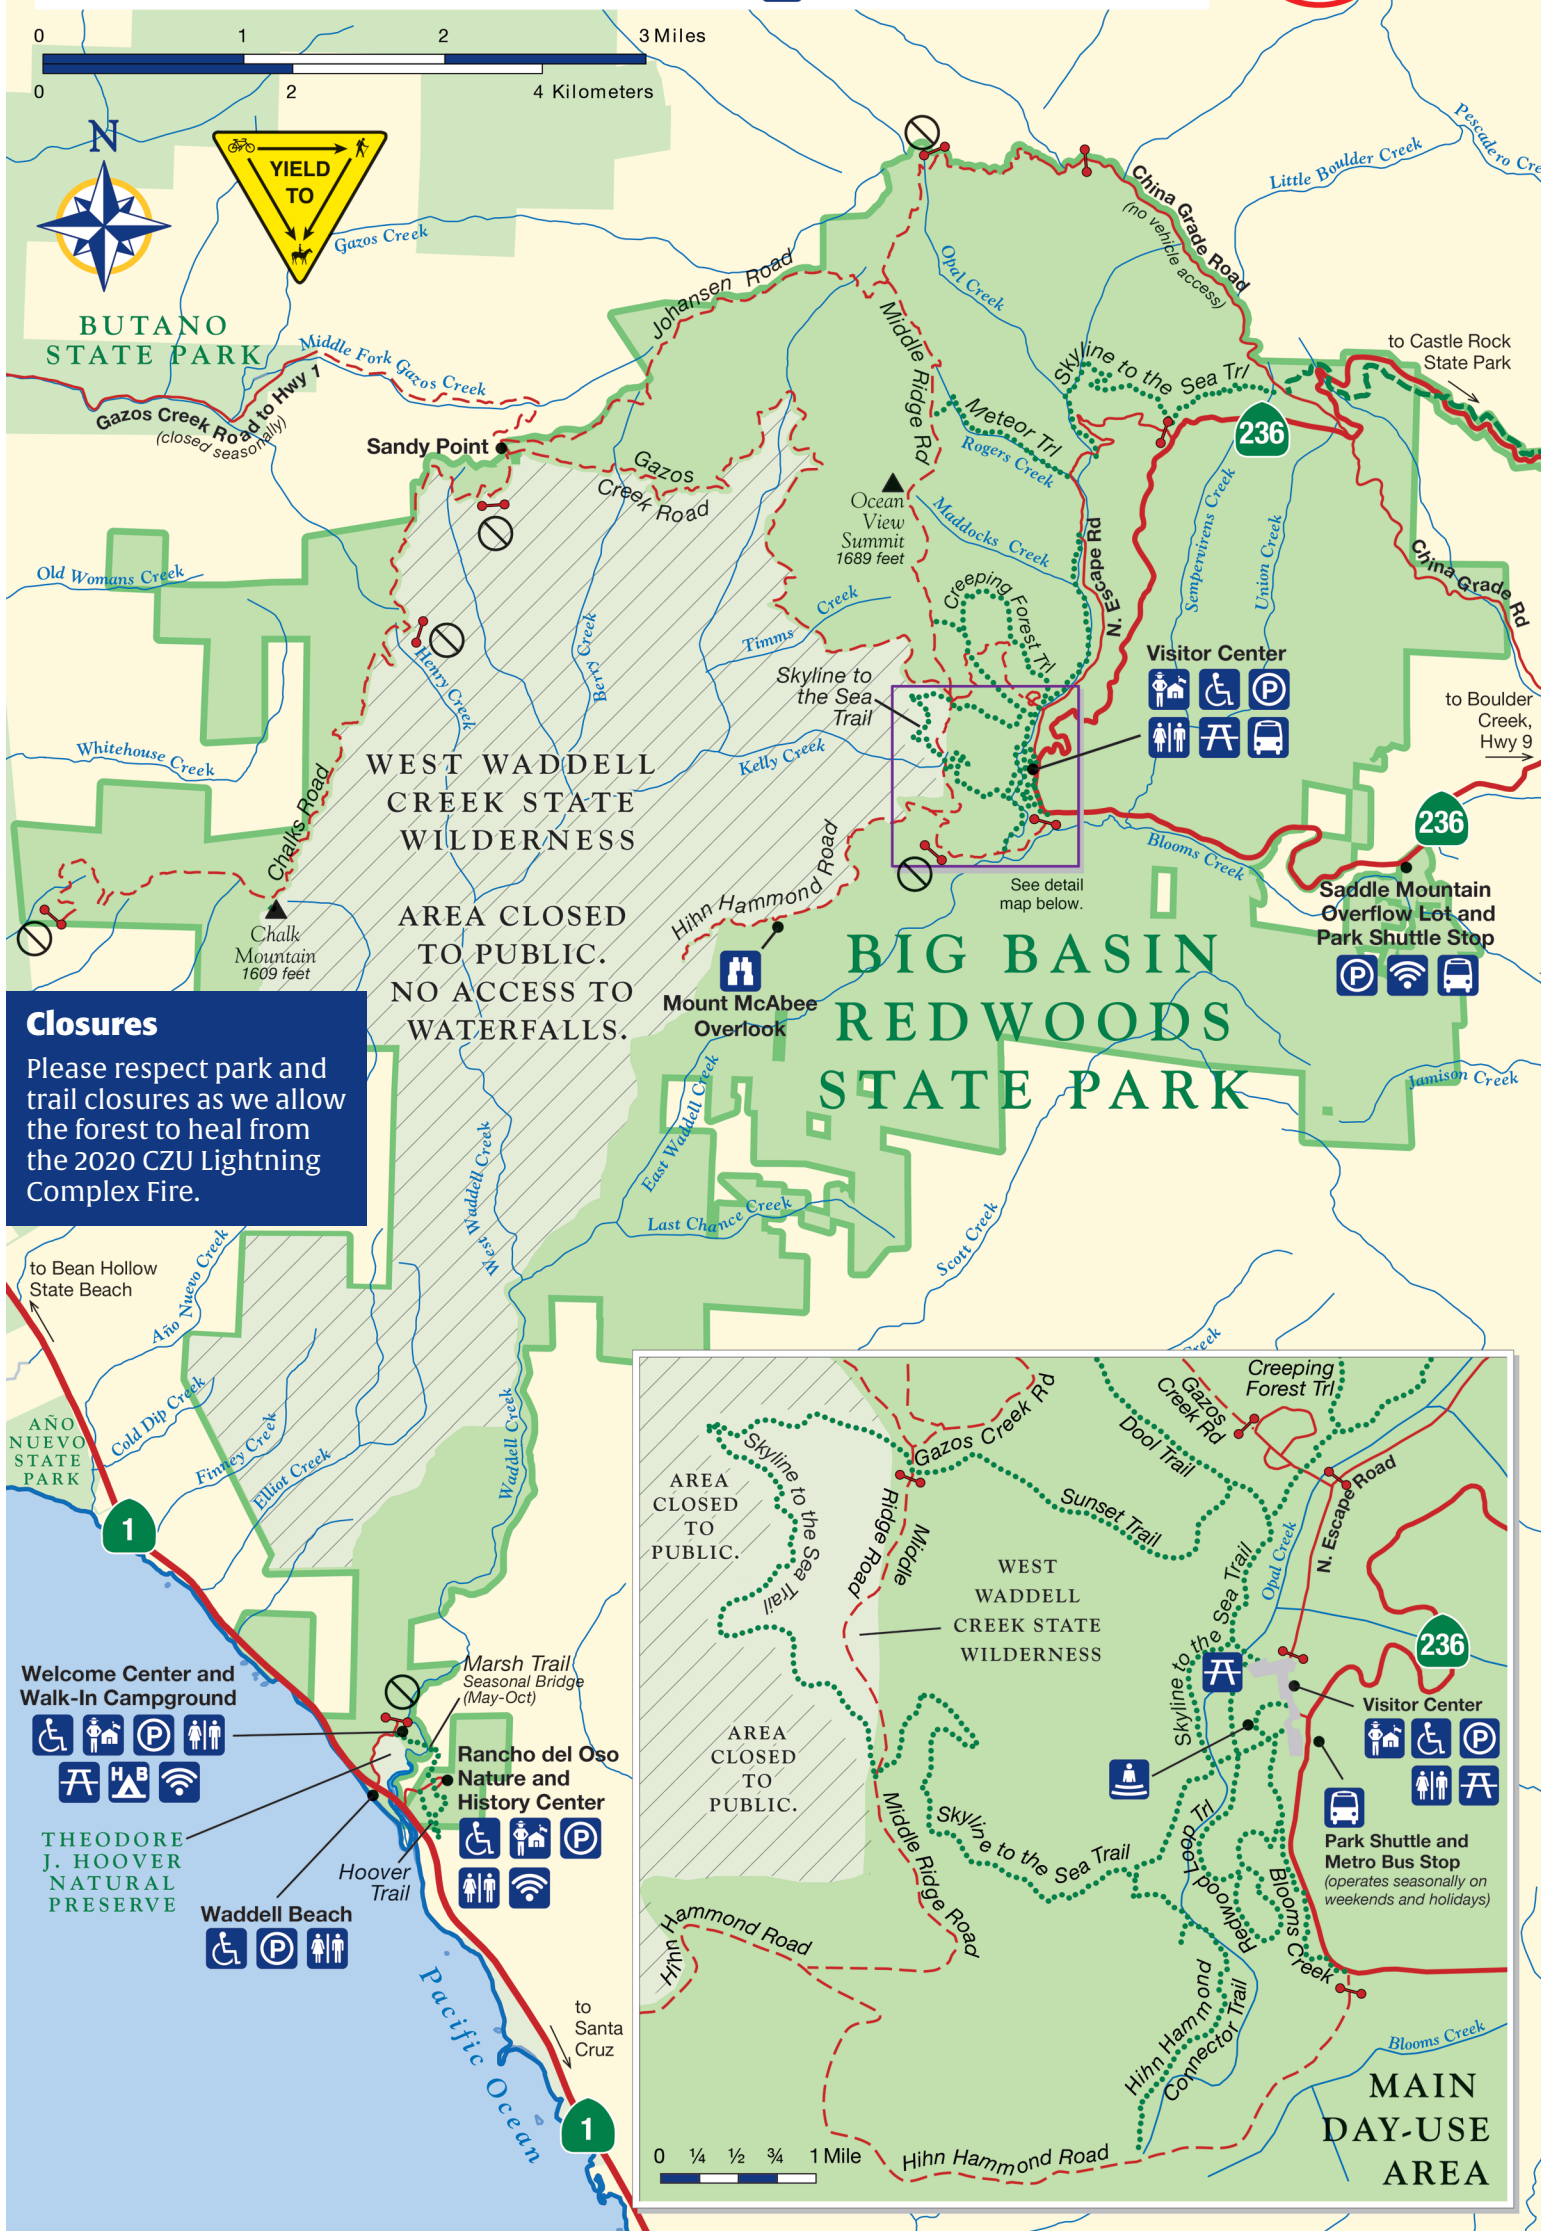 0 1 2 3 Miles
0 2 4 Kilometers
N
YIELD
TO
BUTANO
STATE PARK
Gazos Creek
Middle Fork Gazos Creek
Gazos Creek Road to Hwy 1
(closed seasonally)
Sandy Point
Johansen Road
Gazos
Creek Road
Opal Creek
China Grade Road
(no vehicle access)
Little Boulder Creek
Pescadero Cre
to Castle Rock
State Park
Skyline to the Sea Trl
236
Middle Ridge Rd
Meteor Trl
Rogers Creek
Ocean
View
Summit
1689 feet
Maddocks Creek
N. Escape Rd
Sempervirens Creek
Union Creek
China Grade Rd
Creeping Forest Trl
Timms Creek
Old Womans Creek
Henry Creek
Berry Creek
Skyline to
the Sea
Trail
Visitor Center
P
to Boulder
Creek,
Hwy 9
Whitehouse Creek
Kelly Creek
WEST WADDELL
CREEK STATE
WILDERNESS
Chalks Road
236
Blooms Creek
Hihn Hammond Road
See detail
map below.
Saddle Mountain
Overflow Lot and
Park Shuttle Stop
P
Chalk
Mountain
1609 feet
AREA CLOSED
TO PUBLIC.
NO ACCESS TO
WATERFALLS.
Mount McAbee
Overlook
BIG BASIN
REDWOODS
STATE PARK
Closures
Please respect park and
trail closures as we allow
the forest to heal from
the 2020 CZU Lightning
Complex Fire.
Jamison Creek
East Waddell Creek
West Waddell Creek
Last Chance Creek
Scott Creek
to Bean Hollow
State Beach
Año Nuevo Creek
Cold Dip Creek
Finney Creek
Elliot Creek
Waddell Creek
AÑO
NUEVO
STATE
PARK
1
Marsh Trail
Seasonal Bridge
(May-Oct)
Welcome Center and
Walk-In Campground
P
H B
Rancho del Oso
Nature and
History Center
P
THEODORE
J. HOOVER
NATURAL
PRESERVE
Hoover
Trail
Waddell Beach
P
Pacific Ocean
to
Santa
Cruz
1
reek
Creeping
Forest Trl
Gazos
Creek Rd
Gazos Creek Rd
Dool Trail
Skyline to the Sea Trail
AREA
CLOSED
TO
PUBLIC.
Sunset Trail
N. Escape Road
Middle
Ridge Road
Opal Creek
WEST
WADDELL
CREEK STATE
WILDERNESS
Skyline to the Sea Trail
236
Visitor Center
P
AREA
CLOSED
TO
PUBLIC.
Middle Ridge Road
Skyline to the Sea Trail
Redwood Loop Trl
Park Shuttle and
Metro Bus Stop
(operates seasonally on
weekends and holidays)
Blooms Creek
Hihn Hammond Road
Hihn Hammond
Connector Trail
Blooms Creek
Hihn Hammond Road
0 ¼ ½ ¾ 1 Mile
MAIN
DAY-USE
AREA